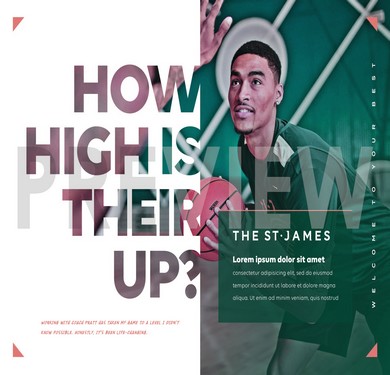 HOW
HIGH IS
THEIR
UP?
PREVIEW
THE ST·JAMES
Lorem ipsum dolor sit amet
consectetur adipisicing elit, sed do eiusmod
tempor incididunt ut labore et dolore magna
aliqua. Ut enim ad minim veniam, quis nostrud
WORKING WITH COACH PRATT HAS TAKEN MY GAME TO A LEVEL I DIDN'T
KNOW POSSIBLE. HONESTLY, IT'S BEEN LIFE-CHANGING.
WELCOME TO YOUR BEST